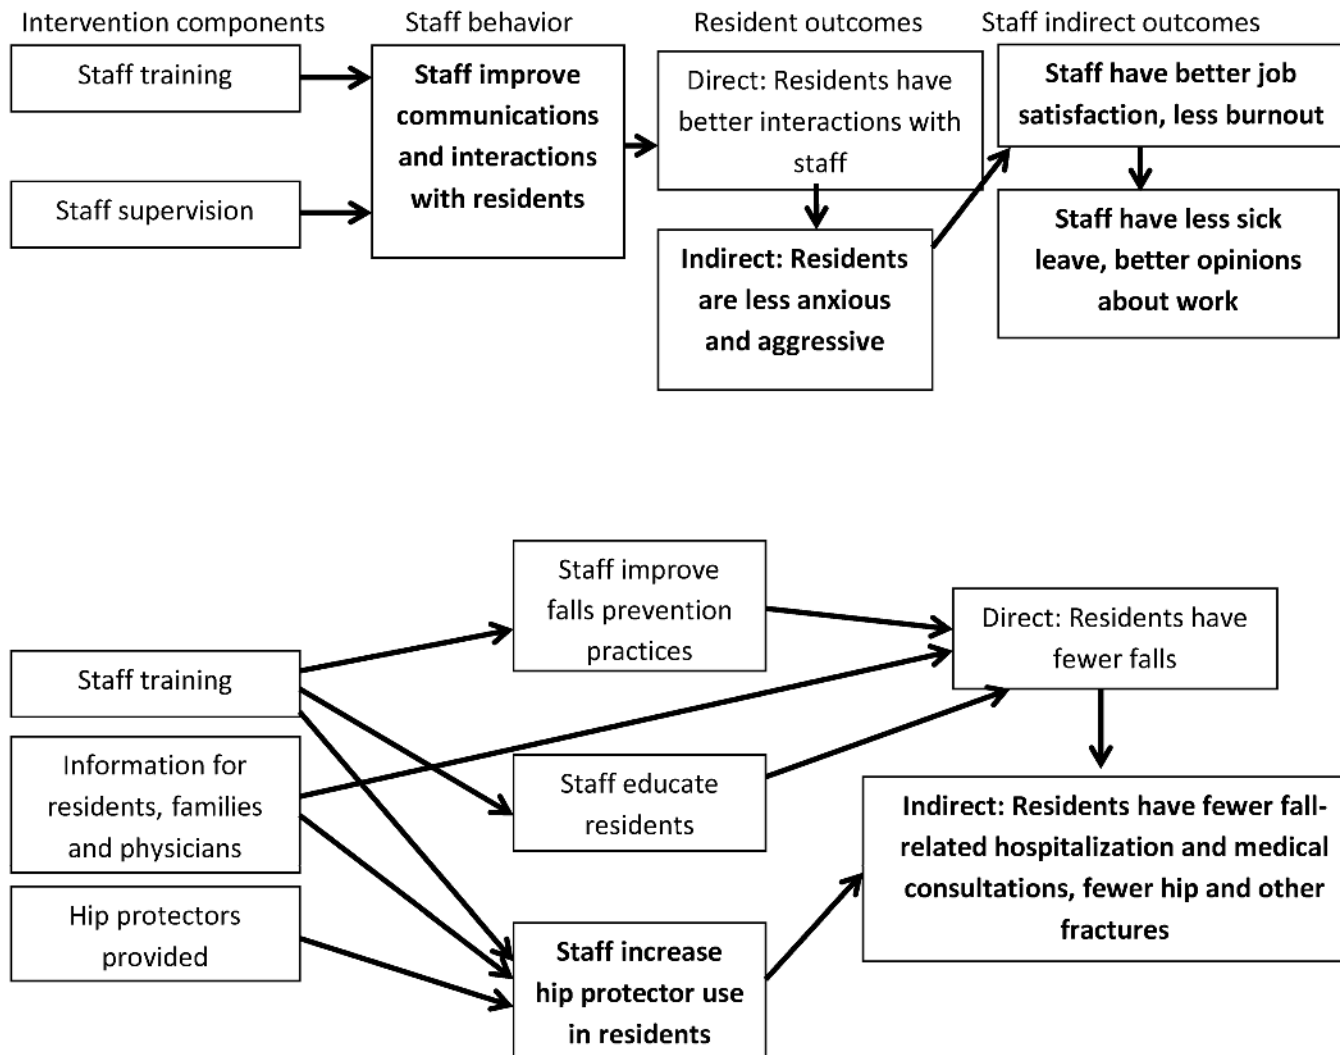 Intervention components
Staff behavior
Resident outcomes
Staff indirect outcomes
Staff training
Staff supervision
Staff improve
communications
and interactions
with residents
Direct: Residents have
better interactions with
staff
Indirect: Residents
are less anxious
and aggressive
Staff have better job
satisfaction, less burnout
Staff have less sick
leave, better opinions
about work
Staff training
Information for
residents, families
and physicians
Hip protectors
provided
Staff improve
falls prevention
practices
Staff educate
residents
Staff increase
hip protector use
in residents
Direct: Residents have
fewer falls
Indirect: Residents have fewer fall-
related hospitalization and medical
consultations, fewer hip and other
fractures